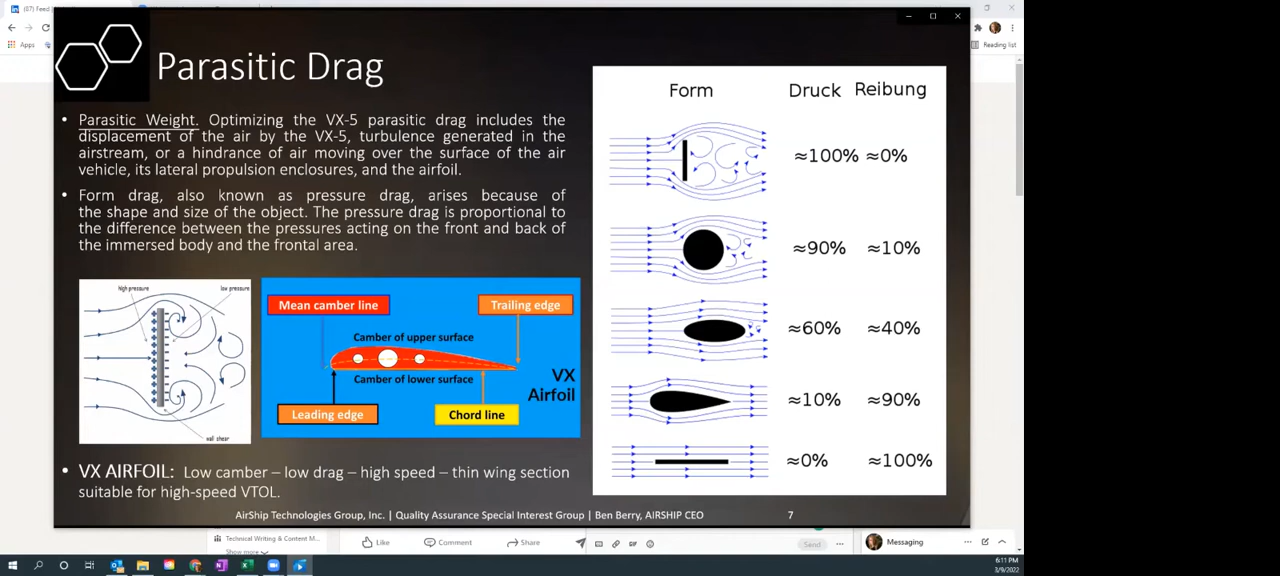 (87) Feed
Apps
Reading list
Parasitic Drag
• Parasitic Weight. Optimizing the VX-5 parasitic drag includes the
displacement of the air by the VX-5, turbulence generated in the
airstream, or a hindrance of air moving over the surface of the air
vehicle, its lateral propulsion enclosures, and the airfoil.
• Form drag, also known as pressure drag, arises because of
the shape and size of the object. The pressure drag is proportional to
the difference between the pressures acting on the front and back of
the immersed body and the frontal area.
high pressure
low pressure
wall shear
Mean camber line
Trailing edge
Camber of upper surface
Camber of lower surface
VX
Airfoil
Leading edge
Chord line
• VX AIRFOIL: Low camber – low drag – high speed – thin wing section
suitable for high-speed VTOL.
Form Druck Reibung
≈100% ≈0%
≈90% ≈10%
≈60% ≈40%
≈10% ≈90%
≈0% ≈100%
AirShip Technologies Group, Inc. | Quality Assurance Special Interest Group | Ben Berry, AIRSHIP CEO 7
Technical Writing & Content M...
Show more
Like
Comment
Share
GIF
Send
Messaging
6:11 PM
3/9/2022